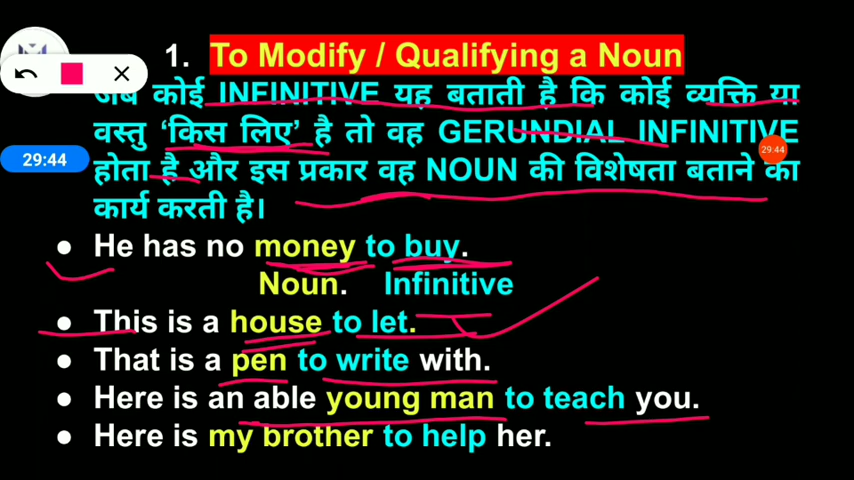 1. To Modify / Qualifying a Noun
जब कोई INFINITIVE यह बताती है कि कोई व्यक्ति या
वस्तु ‘किस लिए’ है तो वह GERUNDIAL INFINITIVE
29:44
29:44
होता है और इस प्रकार वह NOUN की विशेषता बताने का
कार्य करती है।
● He has no money to buy.
Noun. Infinitive
● This is a house to let.
● That is a pen to write with.
● Here is an able young man to teach you.
● Here is my brother to help her.